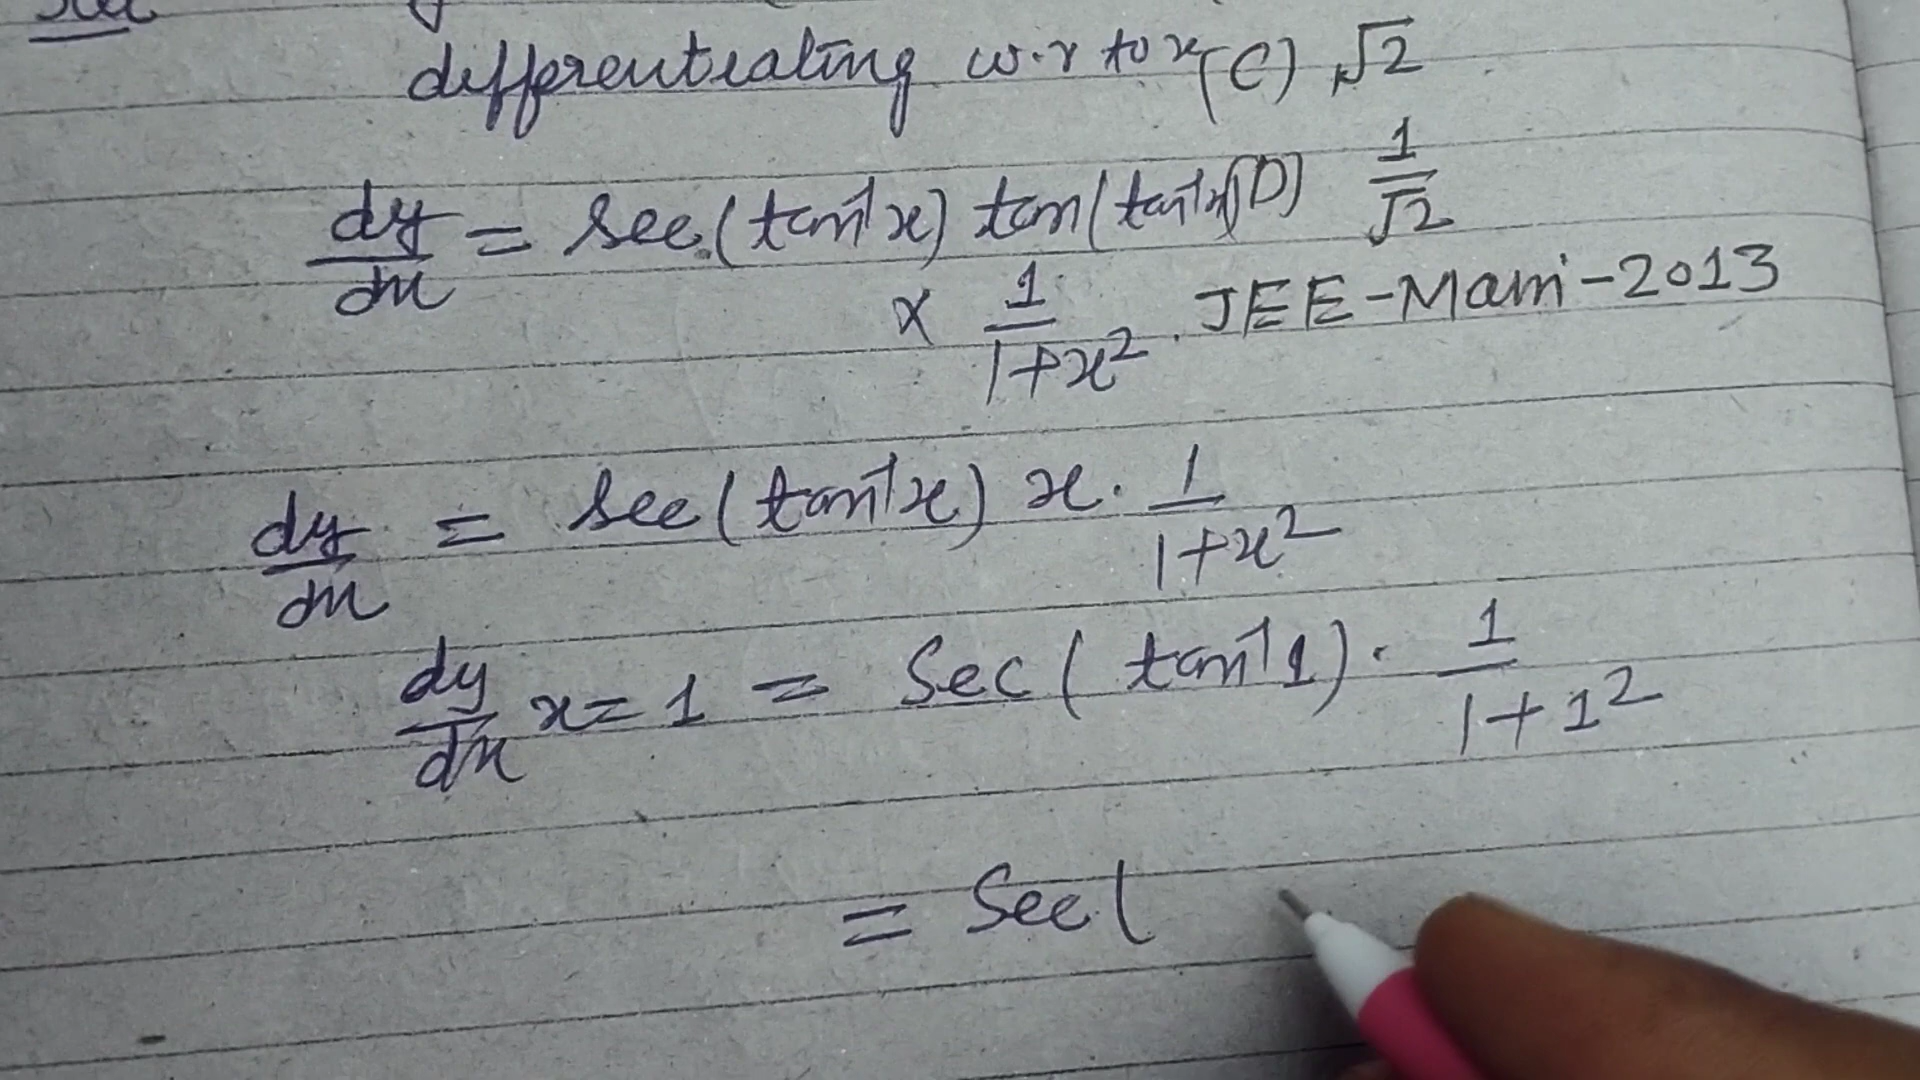 differentiating w.r to x (C) √2
dy/dx = sec(tan⁻¹x) tan(tan⁻¹x) (D) 1/√2
× 1/1+x² . JEE-Main-2013
dy/dx = sec(tan⁻¹x) x . 1/1+x²
dy/dx x=1 = Sec(tan⁻¹1) . 1/1+1²
= Sec(